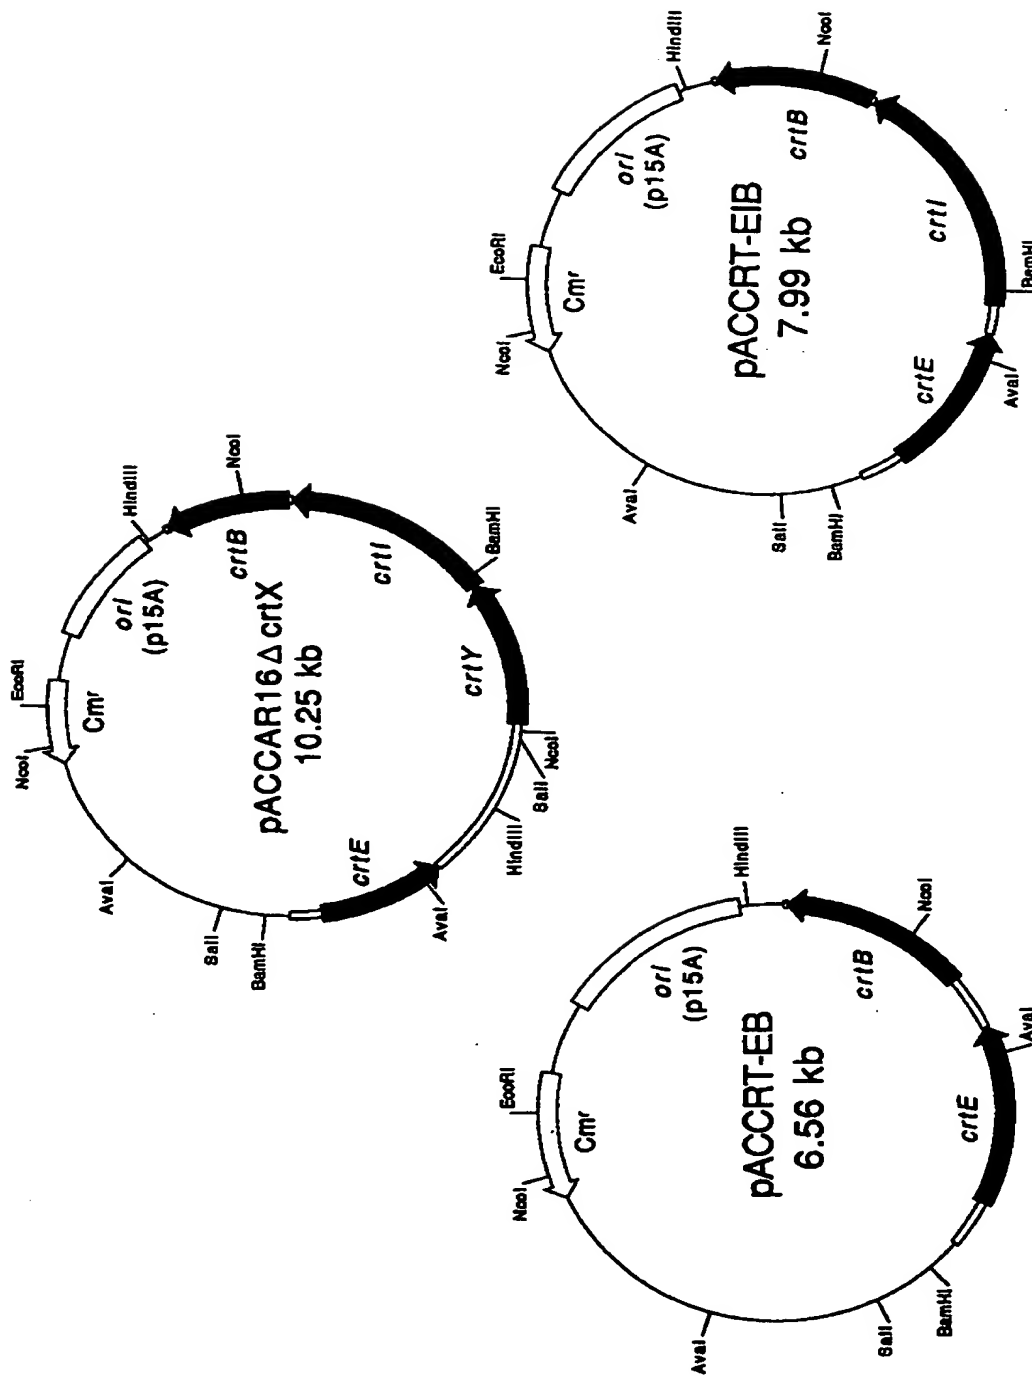 EcoRI
NcoI
Cmr
ori
(p15A)
HindIII
pACCAR16ΔcrtX
10.25 kb
crtB
NcoI
crtI
BamHI
crtY
NcoI
SalI
HindIII
crtE
AvaI
BamHI
SalI
AvaI
EcoRI
NcoI
Cmr
ori
(p15A)
HindIII
pACCRT-EB
6.56 kb
crtB
NcoI
crtE
AvaI
BamHI
SalI
AvaI
EcoRI
NcoI
Cmr
ori
(p15A)
HindIII
pACCRT-EIB
7.99 kb
crtB
NcoI
crtI
BamHI
crtE
AvaI
BamHI
SalI
AvaI